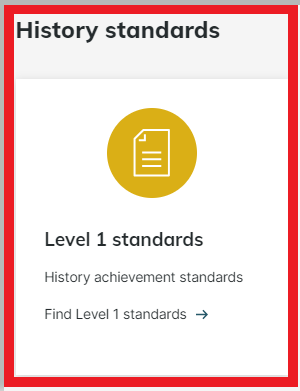 History standards
Level 1 standards
History achievement standards
Find Level 1 standards →